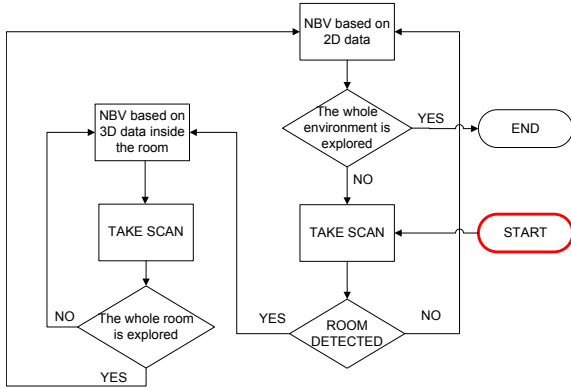 NBV based on
2D data
The whole
environment is
explored
YES
END
NO
NBV based on
3D data inside
the room
TAKE SCAN
TAKE SCAN
START
The whole room
is explored
NO
YES
YES
ROOM
DETECTED
NO